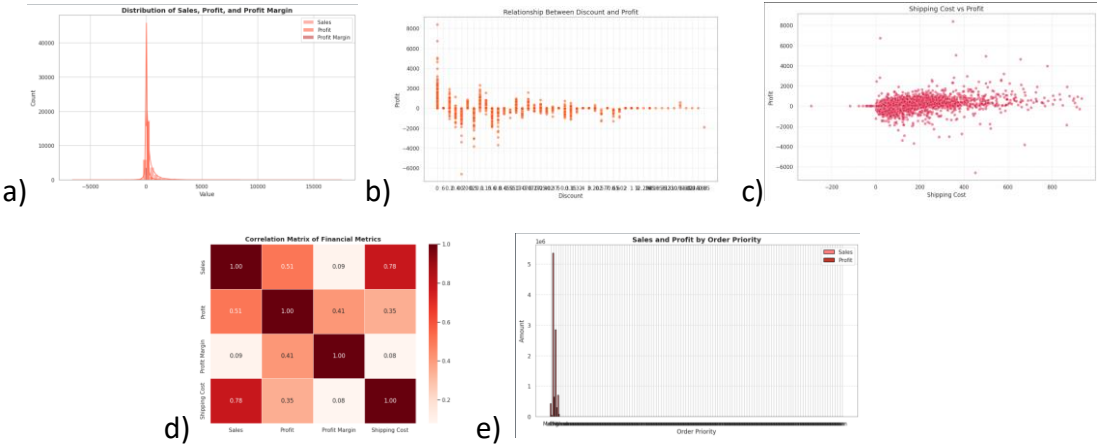 Distribution of Sales, Profit, and Profit Margin
Sales
Profit
Profit Margin
Count
40000
30000
20000
10000
0
−5000
0
5000
10000
15000
Value
a)
Relationship Between Discount and Profit
Profit
8000
6000
4000
2000
0
−2000
−4000
−6000
Discount
b)
Shipping Cost vs Profit
Profit
8000
6000
4000
2000
0
−2000
−4000
−6000
−200
0
200
400
600
800
Shipping Cost
c)
Correlation Matrix of Financial Metrics
Sales
1.00
0.51
0.09
0.78
Profit
0.51
1.00
0.41
0.35
Profit Margin
0.09
0.41
1.00
0.08
Shipping Cost
0.78
0.35
0.08
1.00
Sales
Profit
Profit Margin
Shipping Cost
1.0
0.8
0.6
0.4
0.2
d)
Sales and Profit by Order Priority
1e6
Sales
Profit
Amount
5
4
3
2
1
0
Order Priority
e)